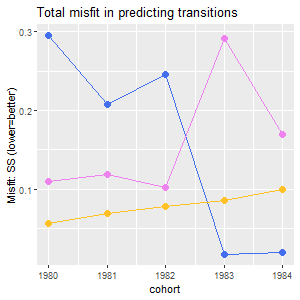 Total misfit in predicting transitions
Misfit: SS (lower=better)
0.3
0.2
0.1
1980 1981 1982 1983 1984
cohort